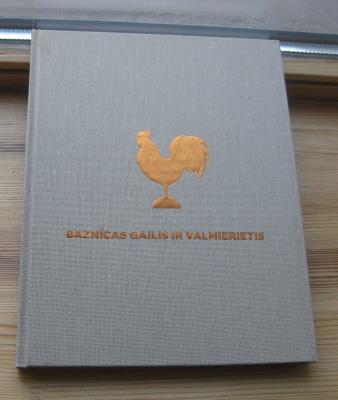 BAZNĪCAS GAILIS IR VALMIERIETIS